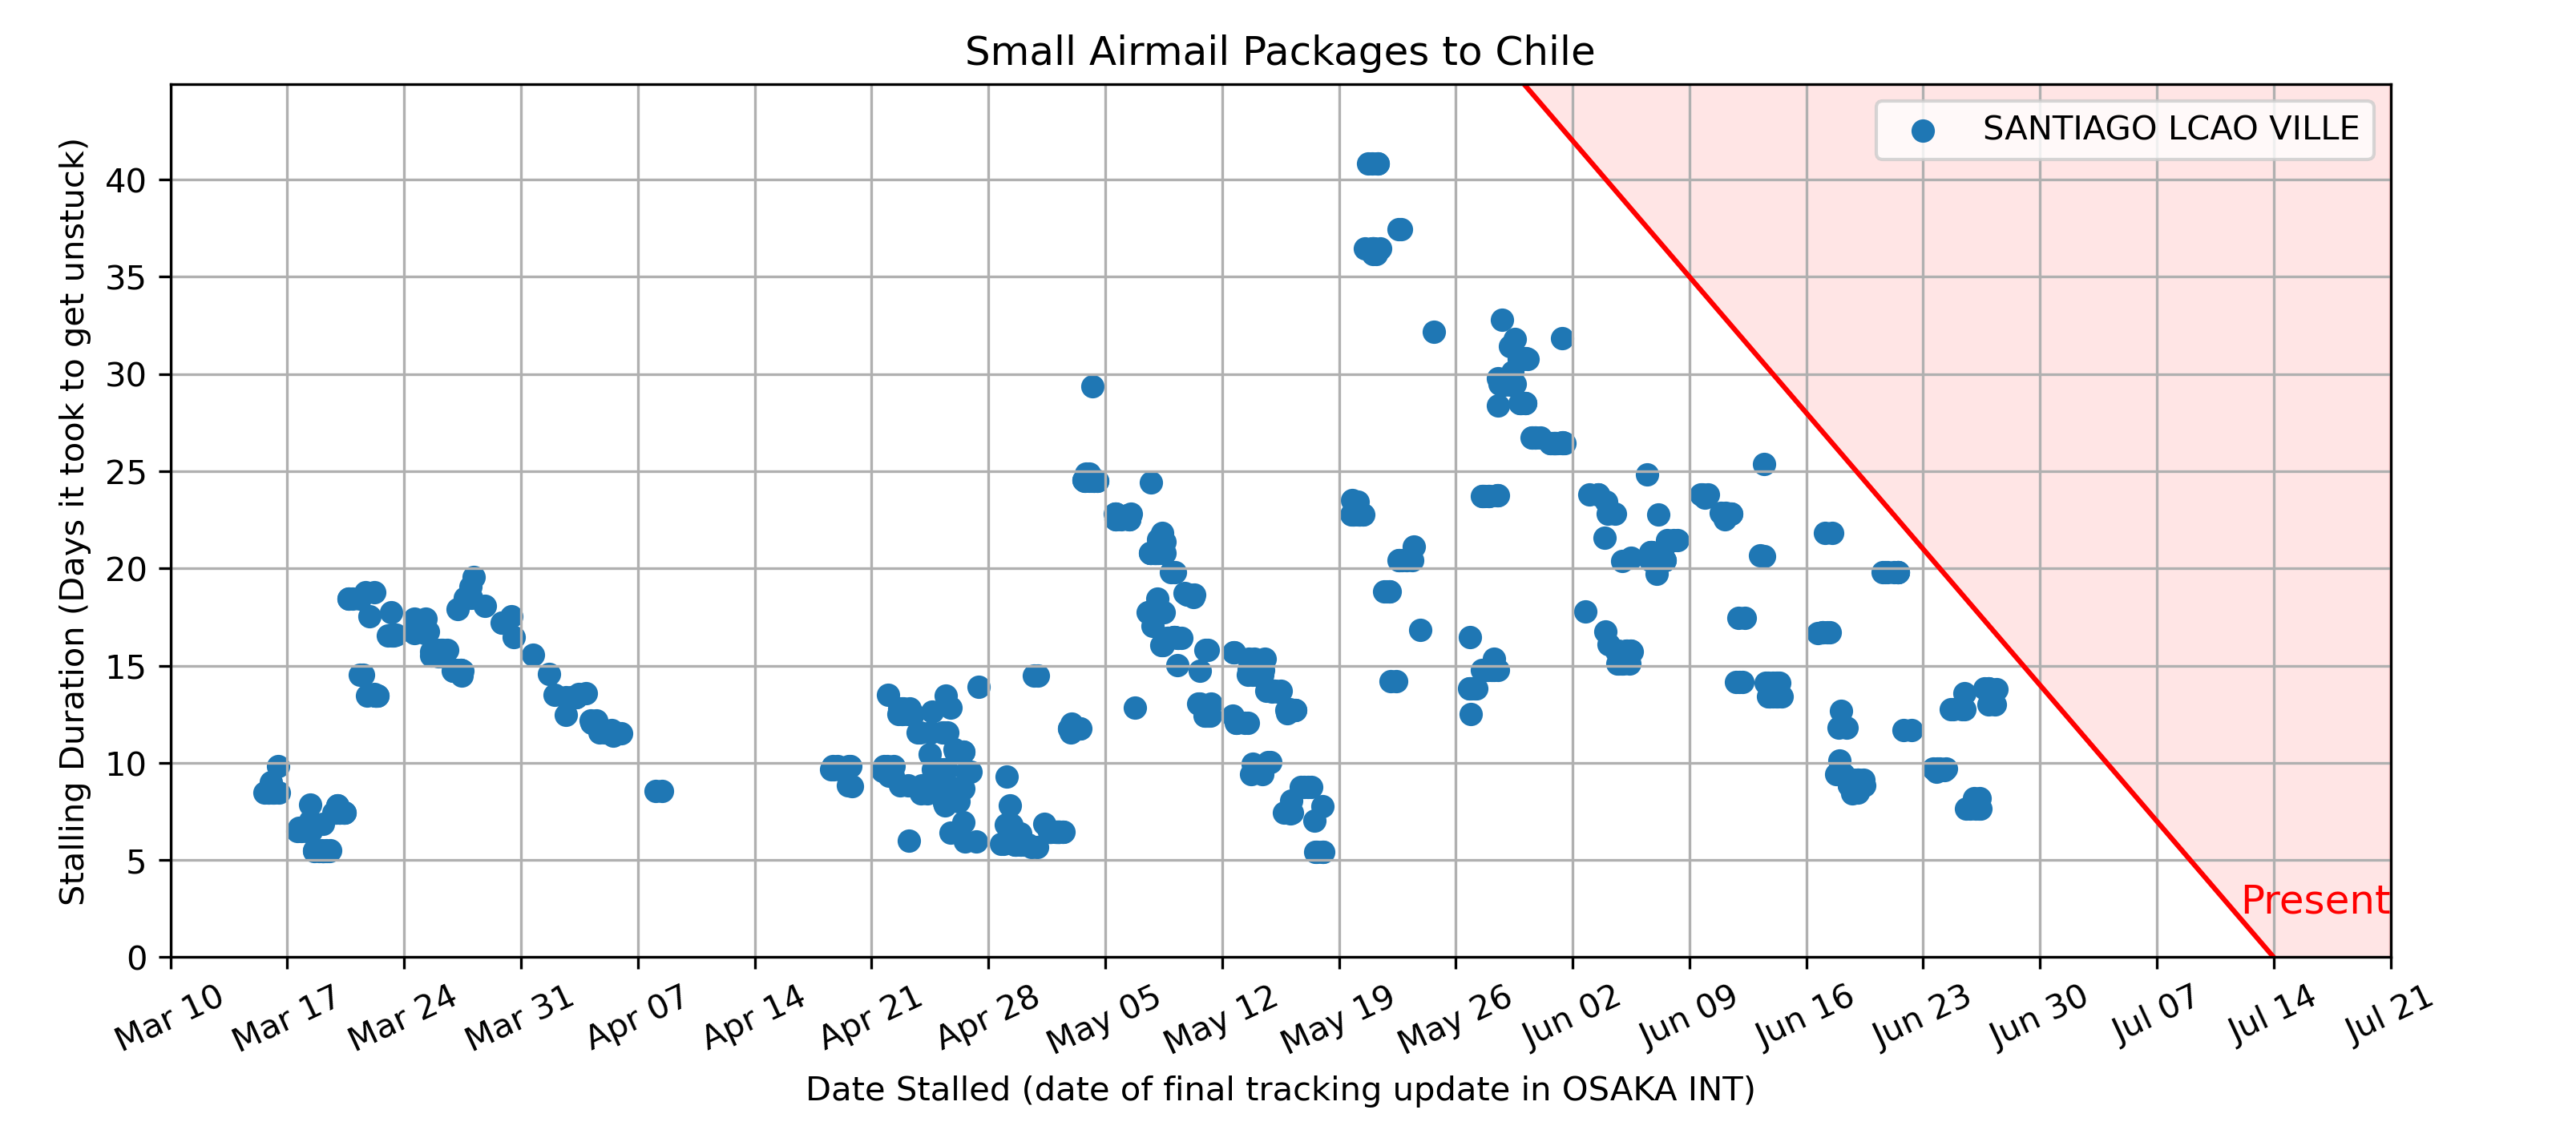 Small Airmail Packages to Chile
SANTIAGO LCAO VILLE
Stalling Duration (Days it took to get unstuck)
40
35
30
25
20
15
10
5
0
Present
Mar 10
Mar 17
Mar 24
Mar 31
Apr 07
Apr 14
Apr 21
Apr 28
May 05
May 12
May 19
May 26
Jun 02
Jun 09
Jun 16
Jun 23
Jun 30
Jul 07
Jul 14
Jul 21
Date Stalled (date of final tracking update in OSAKA INT)